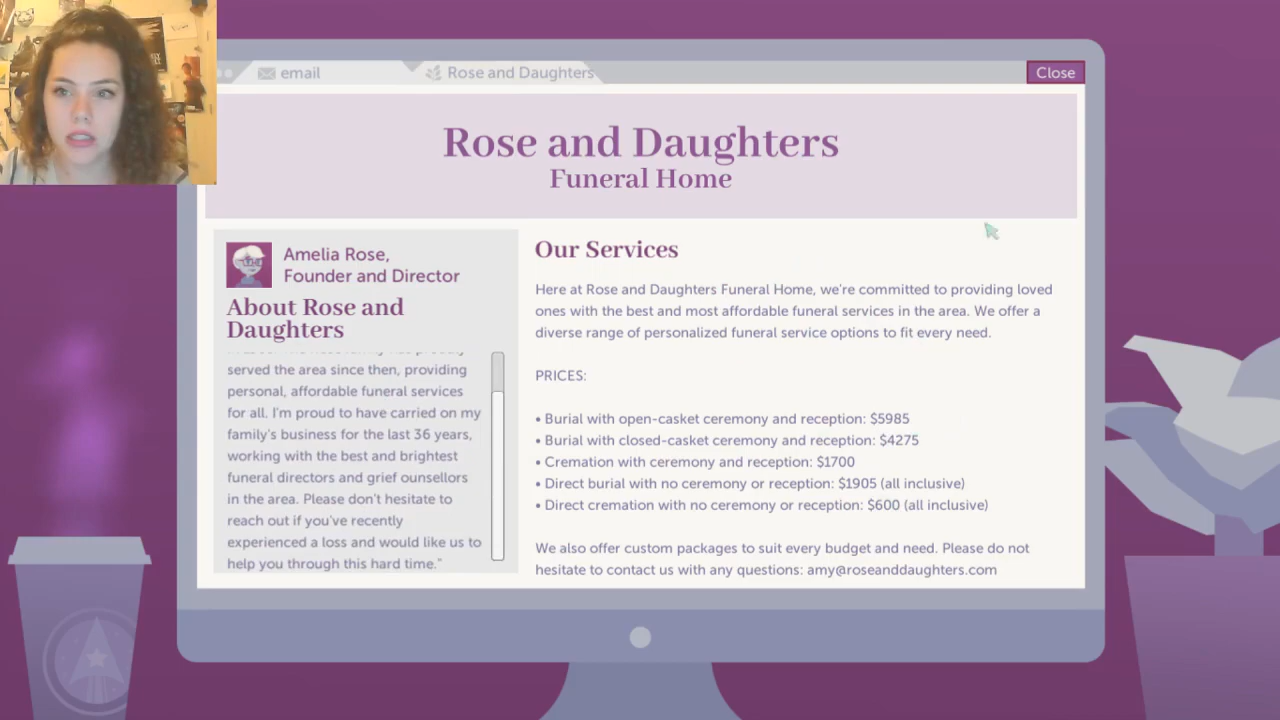 email
Rose and Daughters
Close
Rose and Daughters
Funeral Home
Amelia Rose,
Founder and Director
About Rose and
Daughters
served the area since then, providing
personal, affordable funeral services
for all. I'm proud to have carried on my
family's business for the last 36 years,
working with the best and brightest
funeral directors and grief ounsellors
in the area. Please don't hesitate to
reach out if you've recently
experienced a loss and would like us to
help you through this hard time."
Our Services
Here at Rose and Daughters Funeral Home, we're committed to providing loved
ones with the best and most affordable funeral services in the area. We offer a
diverse range of personalized funeral service options to fit every need.
PRICES:
• Burial with open-casket ceremony and reception: $5985
• Burial with closed-casket ceremony and reception: $4275
• Cremation with ceremony and reception: $1700
• Direct burial with no ceremony or reception: $1905 (all inclusive)
• Direct cremation with no ceremony or reception: $600 (all inclusive)
We also offer custom packages to suit every budget and need. Please do not
hesitate to contact us with any questions: amy@roseanddaughters.com